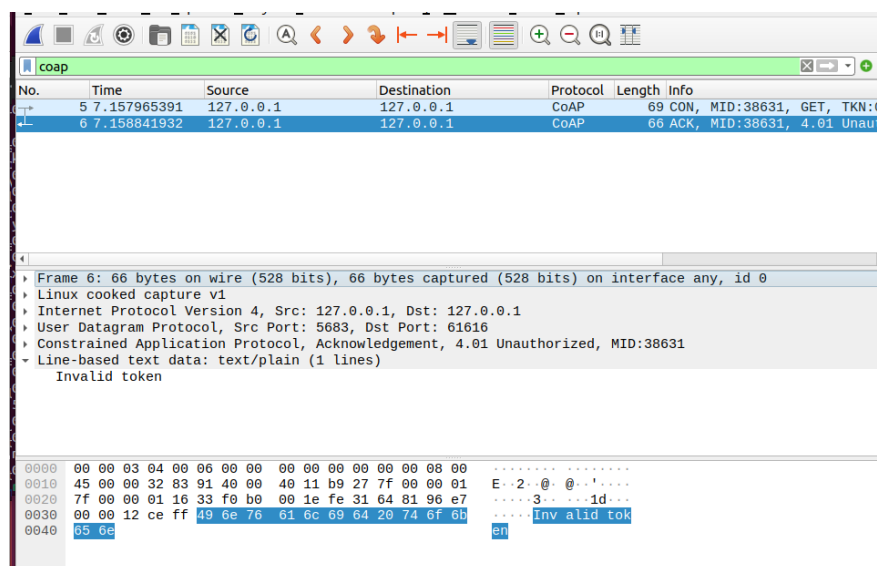 coap
No. Time Source Destination Protocol Length Info
5 7.157965391 127.0.0.1 127.0.0.1 CoAP 69 CON, MID:38631, GET, TKN:
6 7.158841932 127.0.0.1 127.0.0.1 CoAP 66 ACK, MID:38631, 4.01 Unau
Frame 6: 66 bytes on wire (528 bits), 66 bytes captured (528 bits) on interface any, id 0
Linux cooked capture v1
Internet Protocol Version 4, Src: 127.0.0.1, Dst: 127.0.0.1
User Datagram Protocol, Src Port: 5683, Dst Port: 61616
Constrained Application Protocol, Acknowledgement, 4.01 Unauthorized, MID:38631
Line-based text data: text/plain (1 lines)
Invalid token
0000 00 00 03 04 00 06 00 00 00 00 00 00 00 00 08 00 ········ ········
0010 45 00 00 32 83 91 40 00 40 11 b9 27 7f 00 00 01 E··2··@· @··'····
0020 7f 00 00 01 16 33 f0 b0 00 1e fe 31 64 81 96 e7 ·····3·· ···1d···
0030 00 00 12 ce ff 49 6e 76 61 6c 69 64 20 74 6f 6b ·····Inv alid tok
0040 65 6e en